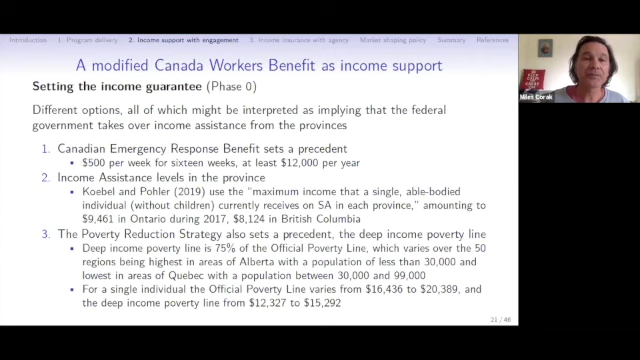 Introduction 1. Program delivery 2. Income support with engagement 3. Income insurance with agency Market shaping policy Summary References
A modified Canada Workers Benefit as income support
Setting the income guarantee (Phase 0)
Different options, all of which might be interpreted as implying that the federal
government takes over income assistance from the provinces
1. Canadian Emergency Response Benefit sets a precedent
• $500 per week for sixteen weeks, at least $12,000 per year
2. Income Assistance levels in the province
• Koebel and Pohler (2019) use the “maximum income that a single, able-bodied
individual (without children) currently receives on SA in each province,” amounting to
$9,461 in Ontario during 2017, $8,124 in British Columbia
3. The Poverty Reduction Strategy also sets a precedent, the deep income poverty line
• Deep income poverty line is 75% of the Official Poverty Line, which varies over the 50
regions being highest in areas of Alberta with a population of less than 30,000 and
lowest in areas of Quebec with a population between 30,000 and 99,000
• For a single individual the Official Poverty Line varies from $16,436 to $20,389, and
the deep income poverty line from $12,327 to $15,292
21 / 46
Miles Corak